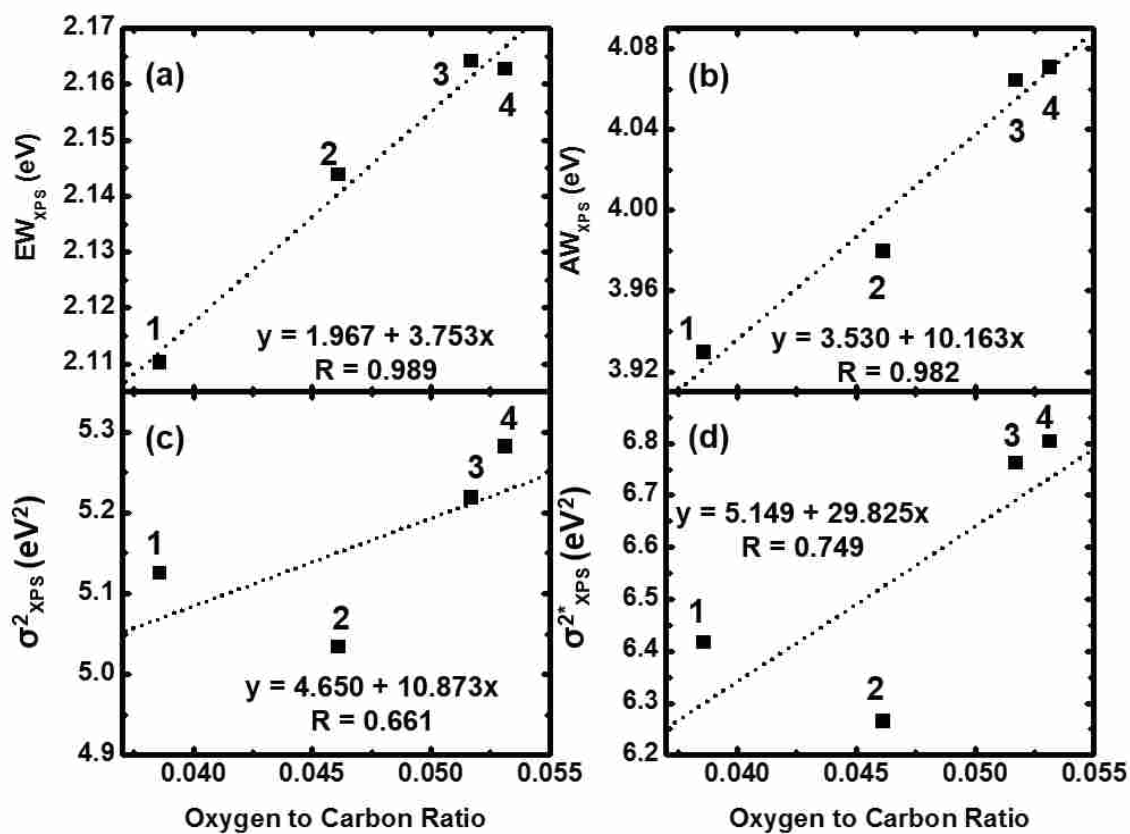 2.17
2.16
2.15
2.14
2.13
2.12
2.11
EW_XPS (eV)
(a)
1
2
3
4
y = 1.967 + 3.753x
R = 0.989
4.08
4.04
4.00
3.96
3.92
AW_XPS (eV)
(b)
1
2
3
4
y = 3.530 + 10.163x
R = 0.982
5.3
5.2
5.1
5.0
4.9
σ²_XPS (eV²)
(c)
1
2
3
4
y = 4.650 + 10.873x
R = 0.661
0.040 0.045 0.050 0.055
Oxygen to Carbon Ratio
6.8
6.7
6.6
6.5
6.4
6.3
6.2
σ²*_XPS (eV²)
(d)
1
2
3
4
y = 5.149 + 29.825x
R = 0.749
0.040 0.045 0.050 0.055
Oxygen to Carbon Ratio